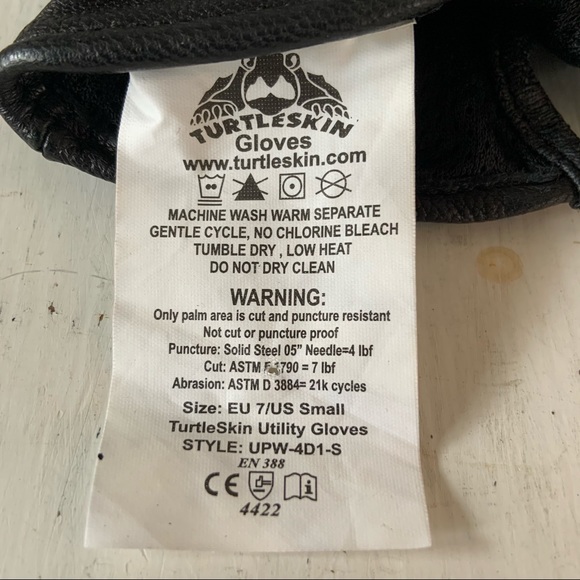 TURTLESKIN
Gloves
www.turtleskin.com
MACHINE WASH WARM SEPARATE
GENTLE CYCLE, NO CHLORINE BLEACH
TUMBLE DRY , LOW HEAT
DO NOT DRY CLEAN
WARNING:
Only palm area is cut and puncture resistant
Not cut or puncture proof
Puncture: Solid Steel 05" Needle=4 lbf
Cut: ASTM = 7 lbf
Abrasion: ASTM D 3884= 21k cycles
Size: EU 7/US Small
TurtleSkin Utility Gloves
STYLE: UPW-4D1-S
EN 388
CE i
4422